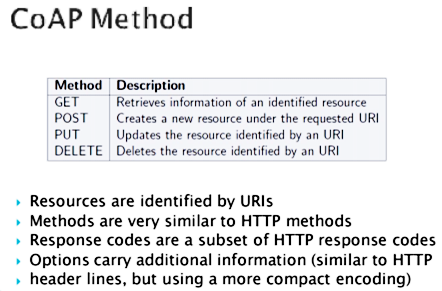 CoAP Method
Method Description
GET Retrieves information of an identified resource
POST Creates a new resource under the requested URI
PUT Updates the resource identified by an URI
DELETE Deletes the resource identified by an URI
Resources are identified by URIs
Methods are very similar to HTTP methods
Response codes are a subset of HTTP response codes
Options carry additional information (similar to HTTP
header lines, but using a more compact encoding)